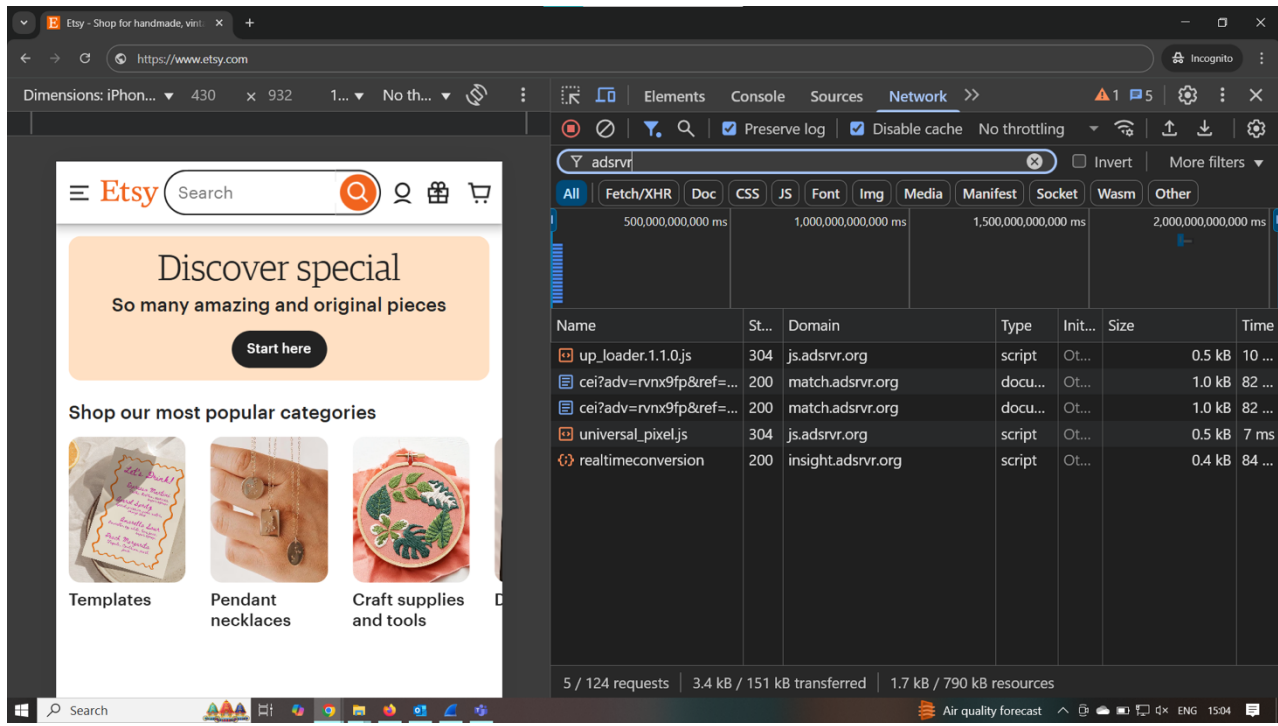 Etsy - Shop for handmade, vint
https://www.etsy.com
Incognito
Dimensions: iPhon... ▼ 430 × 932 1... ▼ No th... ▼
Elements Console Sources Network 1 5
Preserve log Disable cache No throttling
adsrvr Invert More filters ▼
All Fetch/XHR Doc CSS JS Font Img Media Manifest Socket Wasm Other
500,000,000,000 ms 1,000,000,000,000 ms 1,500,000,000,000 ms 2,000,000,000,000 ms
Name St... Domain Type Init... Size Time
up_loader.1.1.0.js 304 js.adsrvr.org script Ot... 0.5 kB 10 ...
cei?adv=rvnx9fp&ref=... 200 match.adsrvr.org docu... Ot... 1.0 kB 82 ...
cei?adv=rvnx9fp&ref=... 200 match.adsrvr.org docu... Ot... 1.0 kB 82 ...
universal_pixel.js 304 js.adsrvr.org script Ot... 0.5 kB 7 ms
realtimeconversion 200 insight.adsrvr.org script Ot... 0.4 kB 84 ...
5 / 124 requests 3.4 kB / 151 kB transferred 1.7 kB / 790 kB resources
Etsy Search
Discover special
So many amazing and original pieces
Start here
Shop our most popular categories
Let's Drink!
Templates
Pendant
necklaces
Craft supplies
and tools
Search
Air quality forecast ENG 15:04